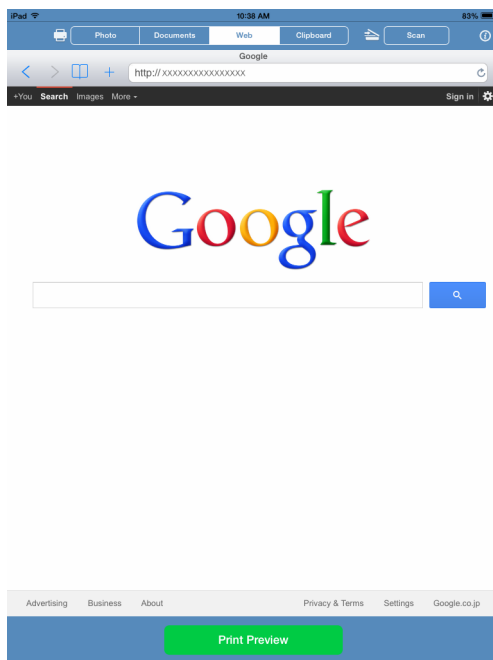 iPad 10:38 AM 83%
Photo Documents Web Clipboard Scan
Google
http://xxxxxxxxxxxxxxxx
+You Search Images More Sign in
Google
Advertising Business About Privacy & Terms Settings Google.co.jp
Print Preview